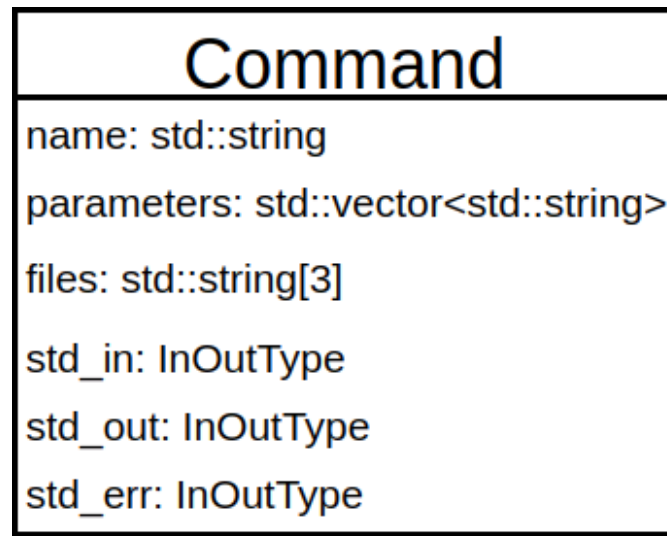 Command
name: std::string
parameters: std::vector<std::string>
files: std::string[3]
std_in: InOutType
std_out: InOutType
std_err: InOutType